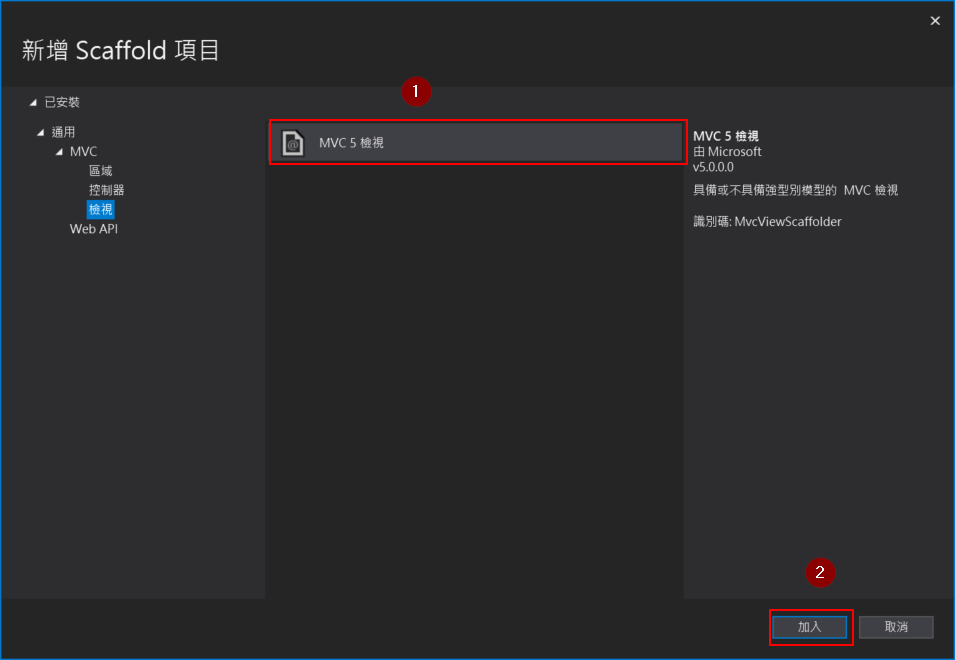 新增 Scaffold 項目
已安裝
通用
MVC
區域
控制器
檢視
Web API
1
MVC 5 檢視
MVC 5 檢視
由 Microsoft
v5.0.0.0
具備或不具備強型別模型的 MVC 檢視
識別碼: MvcViewScaffolder
2
加入
取消